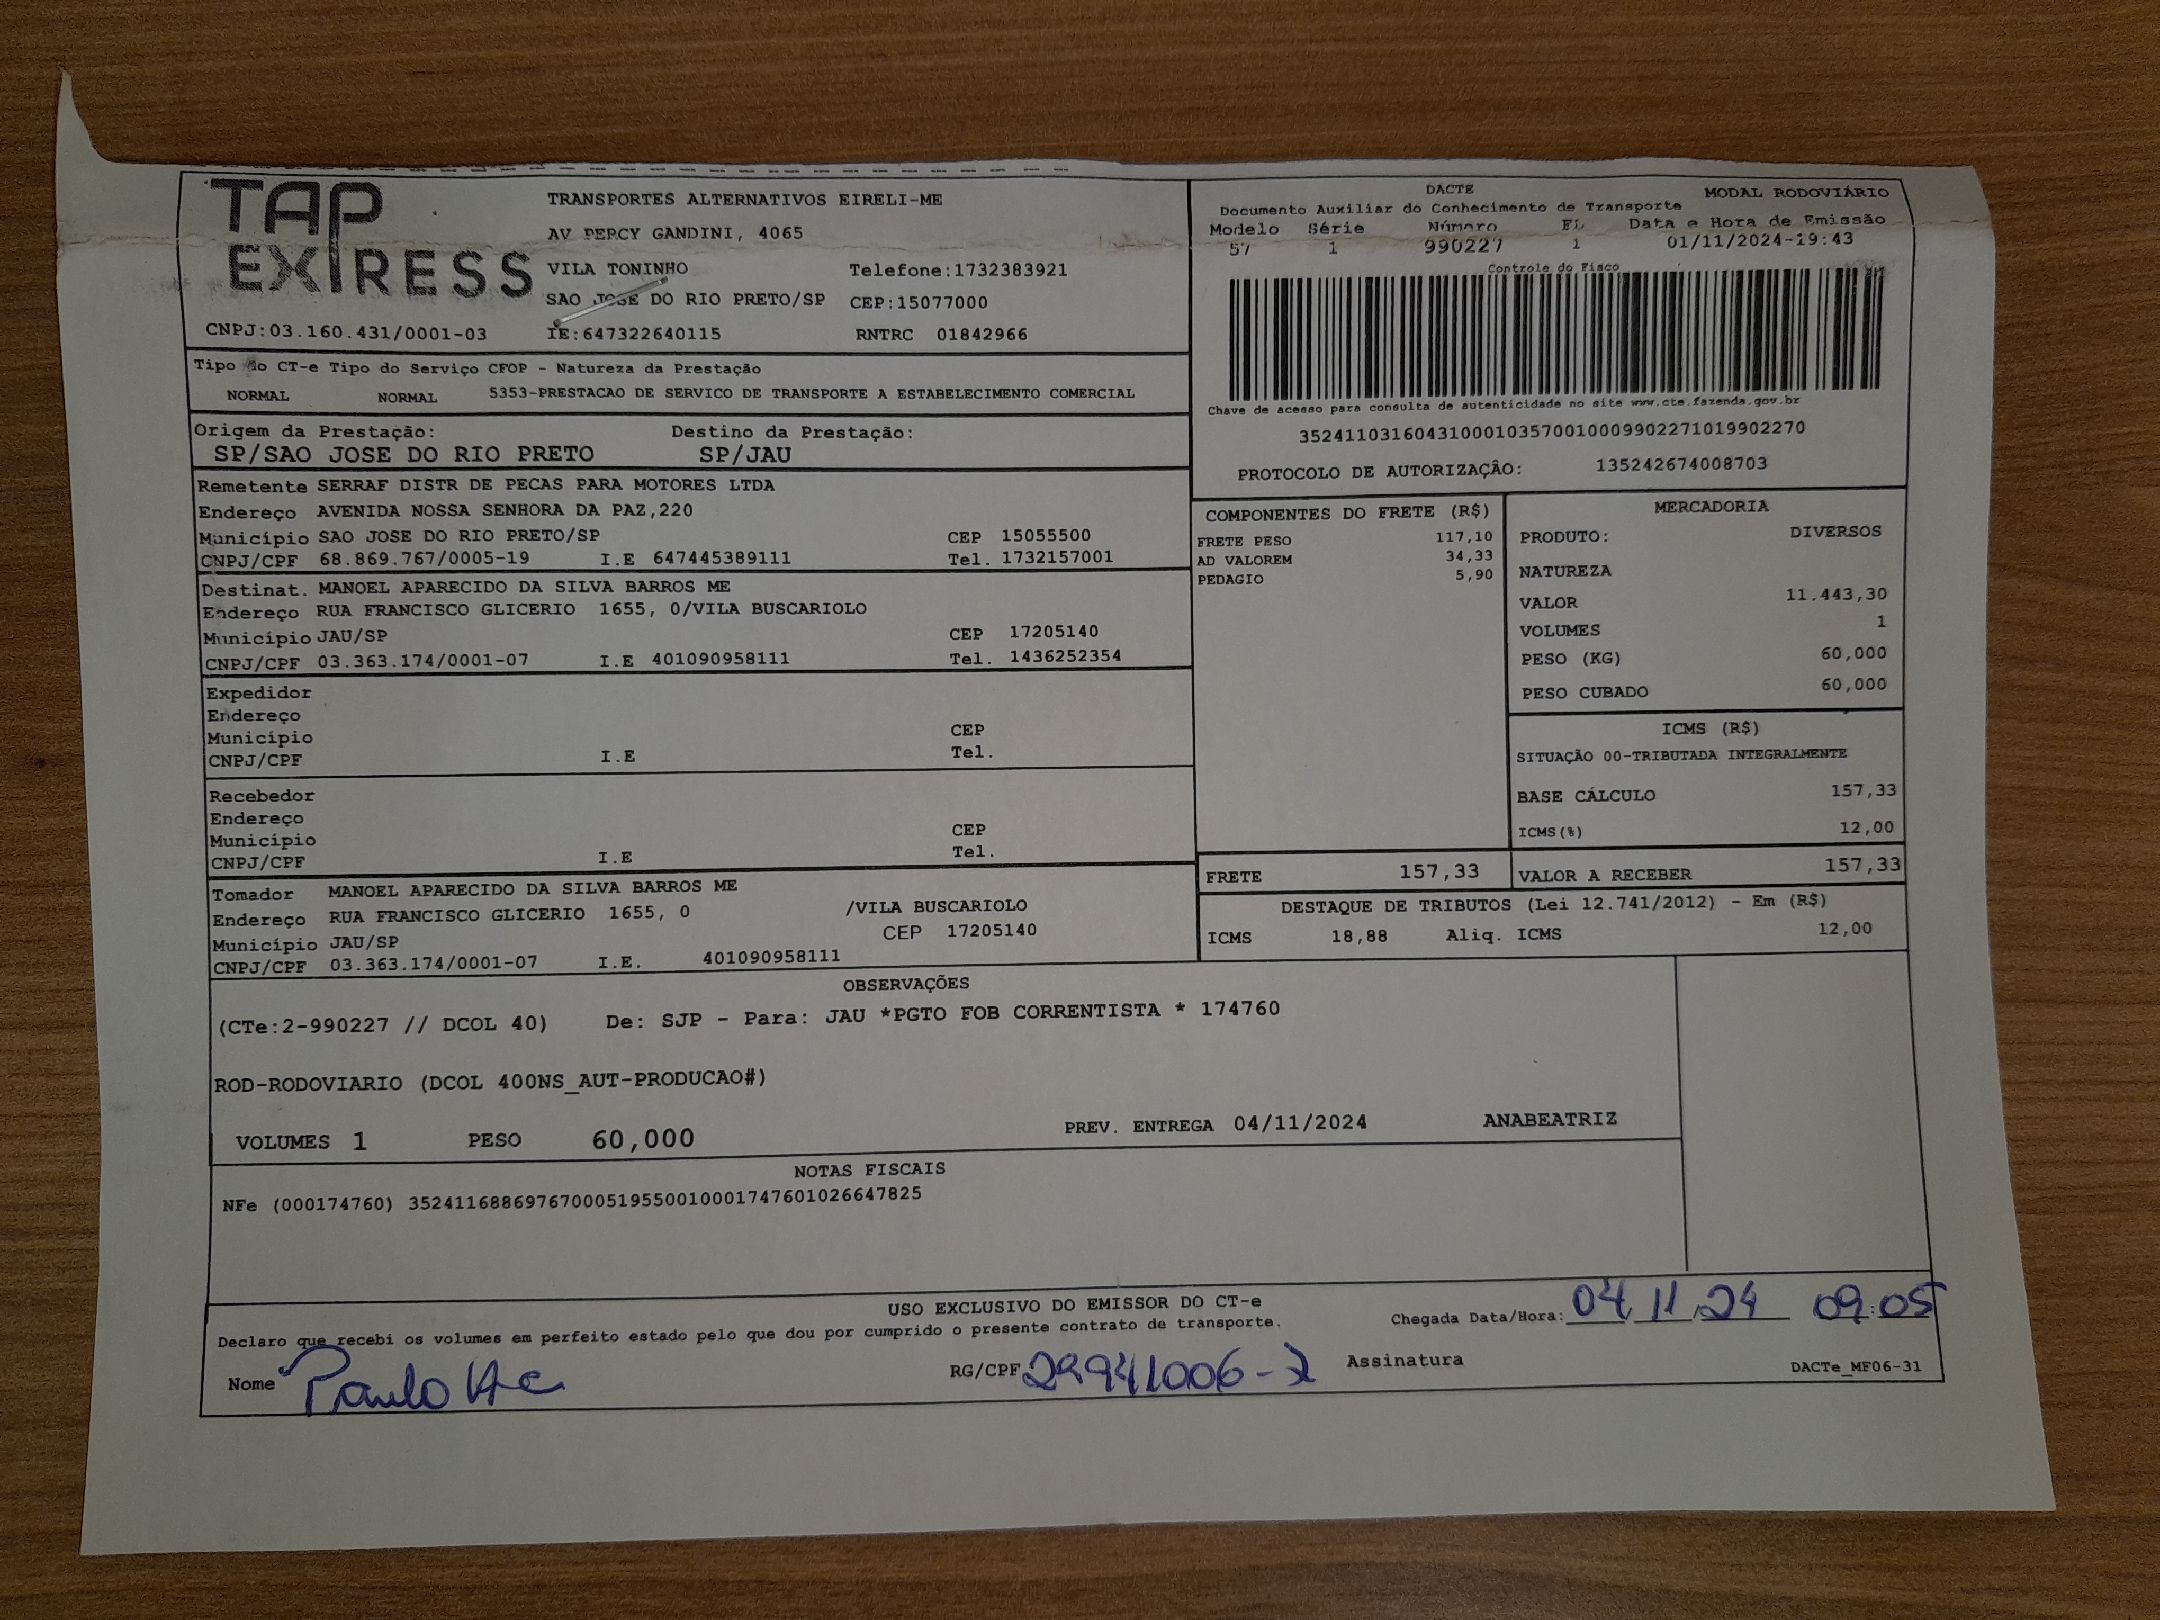 TAP
EXPRESS
TRANSPORTES ALTERNATIVOS EIRELI-ME
AV PERCY GANDINI, 4065
VILA TONINHO Telefone:1732383921
SAO JOSE DO RIO PRETO/SP CEP:15077000
CNPJ:03.160.431/0001-03 IE:647322640115 RNTRC 01842966
DACTE MODAL RODOVIÁRIO
Documento Auxiliar do Conhecimento de Transporte
Modelo Série Número FL Data e Hora de Emissão
57 1 990227 1 01/11/2024-19:43
Controle do Fisco
Chave de acesso para consulta de autenticidade no site www.cte.fazenda.gov.br
35241103160431000103570010009902271019902270
PROTOCOLO DE AUTORIZAÇÂO: 135242674008703
Tipo do CT-e Tipo do Serviço CFOP - Natureza da Prestação
NORMAL NORMAL 5353-PRESTACAO DE SERVICO DE TRANSPORTE A ESTABELECIMENTO COMERCIAL
Origem da Prestação: Destino da Prestação:
SP/SAO JOSE DO RIO PRETO SP/JAU
Remetente SERRAF DISTR DE PECAS PARA MOTORES LTDA
Endereço AVENIDA NOSSA SENHORA DA PAZ,220
Município SAO JOSE DO RIO PRETO/SP CEP 15055500
CNPJ/CPF 68.869.767/0005-19 I.E 647445389111 Tel. 1732157001
Destinat. MANOEL APARECIDO DA SILVA BARROS ME
Endereço RUA FRANCISCO GLICERIO 1655, 0/VILA BUSCARIOLO
Município JAU/SP CEP 17205140
CNPJ/CPF 03.363.174/0001-07 I.E 401090958111 Tel. 1436252354
Expedidor
Endereço
Município CEP
CNPJ/CPF I.E Tel.
Recebedor
Endereço
Município CEP
CNPJ/CPF I.E Tel.
Tomador MANOEL APARECIDO DA SILVA BARROS ME
Endereço RUA FRANCISCO GLICERIO 1655, 0 /VILA BUSCARIOLO
Município JAU/SP CEP 17205140
CNPJ/CPF 03.363.174/0001-07 I.E. 401090958111
COMPONENTES DO FRETE (R$)
FRETE PESO 117,10
AD VALOREM 34,33
PEDAGIO 5,90
MERCADORIA
PRODUTO: DIVERSOS
NATUREZA
VALOR 11.443,30
VOLUMES 1
PESO (KG) 60,000
PESO CUBADO 60,000
ICMS (R$)
SITUAÇÃO 00-TRIBUTADA INTEGRALMENTE
BASE CÁLCULO 157,33
ICMS(%) 12,00
FRETE 157,33 VALOR A RECEBER 157,33
DESTAQUE DE TRIBUTOS (Lei 12.741/2012) - Em (R$)
ICMS 18,88 Aliq. ICMS 12,00
OBSERVAÇÕES
(CTe:2-990227 // DCOL 40) De: SJP - Para: JAU *PGTO FOB CORRENTISTA * 174760
ROD-RODOVIARIO (DCOL 400NS_AUT-PRODUCAO#)
VOLUMES 1 PESO 60,000 PREV. ENTREGA 04/11/2024 ANABEATRIZ
NOTAS FISCAIS
NFe (000174760) 35241168869767000519550010001747601026647825
USO EXCLUSIVO DO EMISSOR DO CT-e
Declaro que recebi os volumes em perfeito estado pelo que dou por cumprido o presente contrato de transporte.
Chegada Data/Hora: 04 11 24 09:05
Nome Paulo RG/CPF 29941006-2 Assinatura DACTe_MF06-31